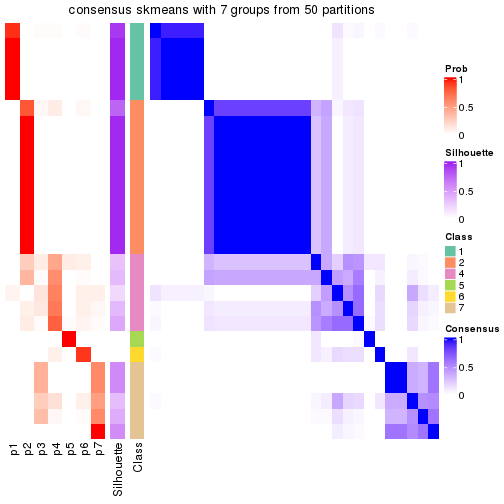 consensus skmeans with 7 groups from 50 partitions
Prob
1
0.5
0
Silhouette
1
0.5
0
Class
1
2
4
5
6
7
Consensus
1
0.5
0
p1
p2
p3
p4
p5
p6
p7
Silhouette
Class